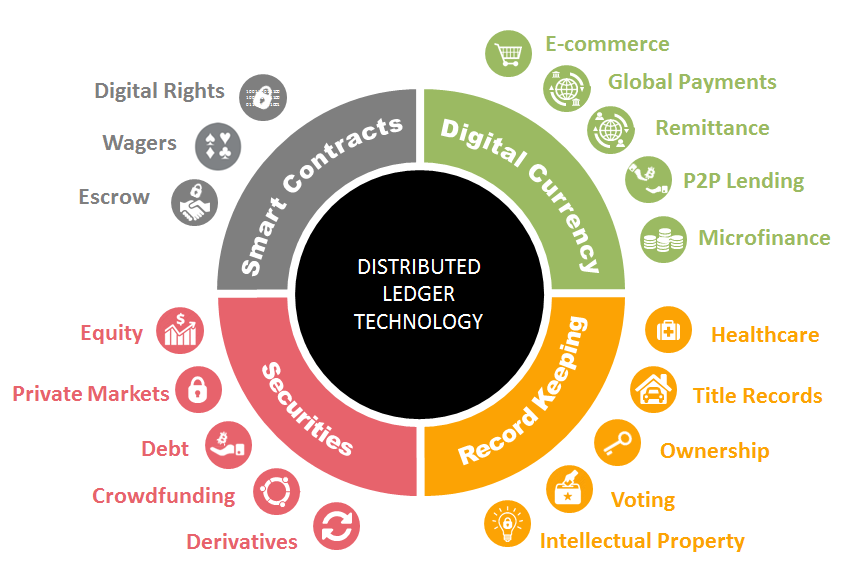 E-commerce
Global Payments
Remittance
P2P Lending
Microfinance
Digital Rights
Wagers
Escrow
Smart Contracts
Digital Currency
DISTRIBUTED
LEDGER
TECHNOLOGY
Securities
Record Keeping
Equity
Private Markets
Debt
Crowdfunding
Derivatives
Healthcare
Title Records
Ownership
Voting
Intellectual Property